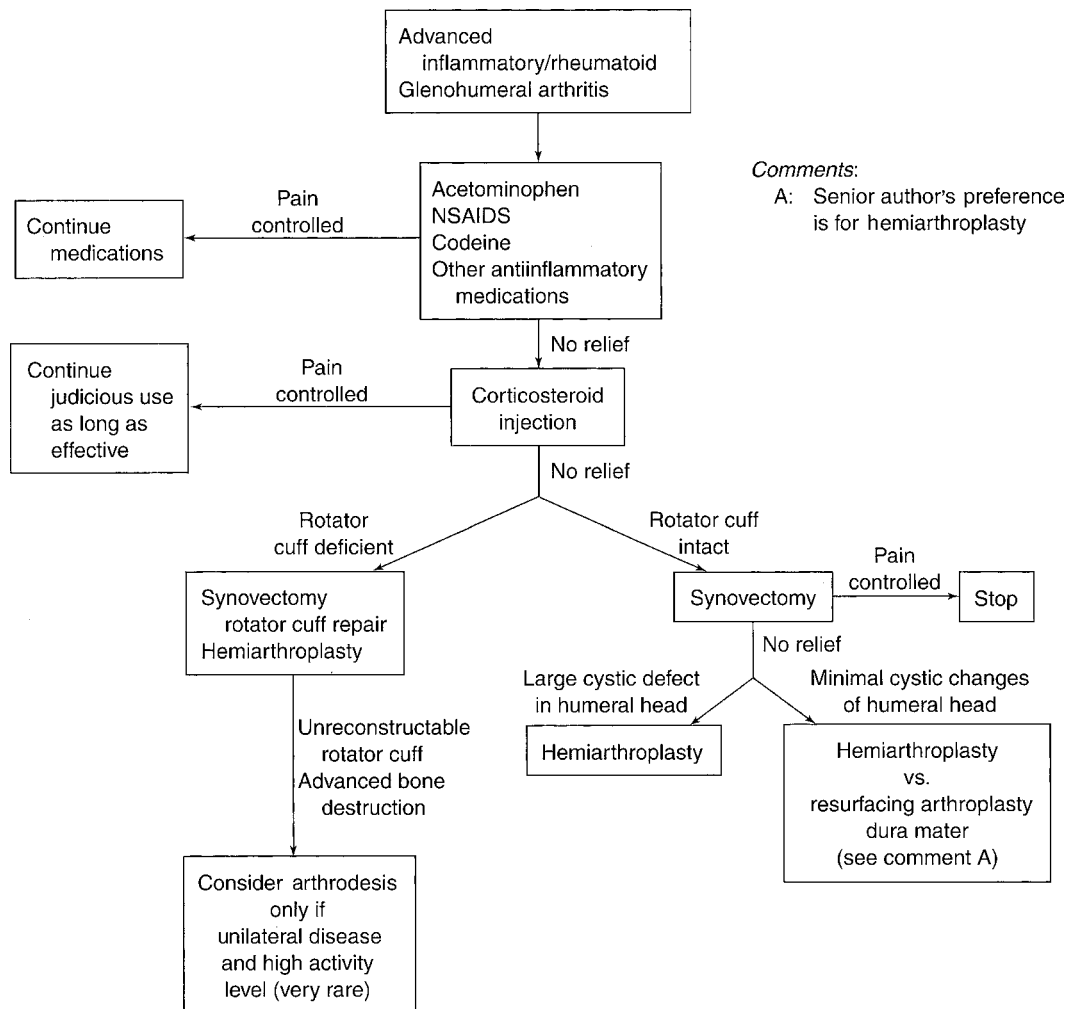 Advanced
inflammatory/rheumatoid
Glenohumeral arthritis
Comments:
A: Senior author's preference
is for hemiarthroplasty
Acetominophen
NSAIDS
Codeine
Other antiinflammatory
medications
Pain
controlled
Continue
medications
No relief
Corticosteroid
injection
Pain
controlled
Continue
judicious use
as long as
effective
No relief
Rotator
cuff deficient
Rotator cuff
intact
Synovectomy
rotator cuff repair
Hemiarthroplasty
Synovectomy
Pain
controlled
Stop
No relief
Large cystic defect
in humeral head
Minimal cystic changes
of humeral head
Hemiarthroplasty
Hemiarthroplasty
vs.
resurfacing arthroplasty
dura mater
(see comment A)
Unreconstructable
rotator cuff
Advanced bone
destruction
Consider arthrodesis
only if
unilateral disease
and high activity
level (very rare)